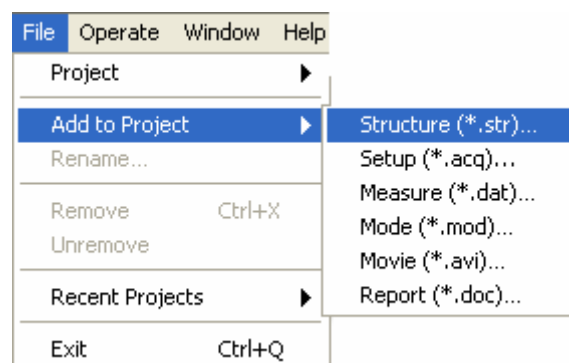 File Operate Window Help
Project
Add to Project
Structure (*.str)...
Rename...
Setup (*.acq)...
Measure (*.dat)...
Remove Ctrl+X
Mode (*.mod)...
Unremove
Movie (*.avi)...
Recent Projects
Report (*.doc)...
Exit Ctrl+Q